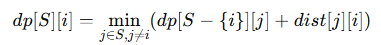 dp[S][i] = min_{j∈S,j≠i}(dp[S − {i}][j] + dist[j][i])